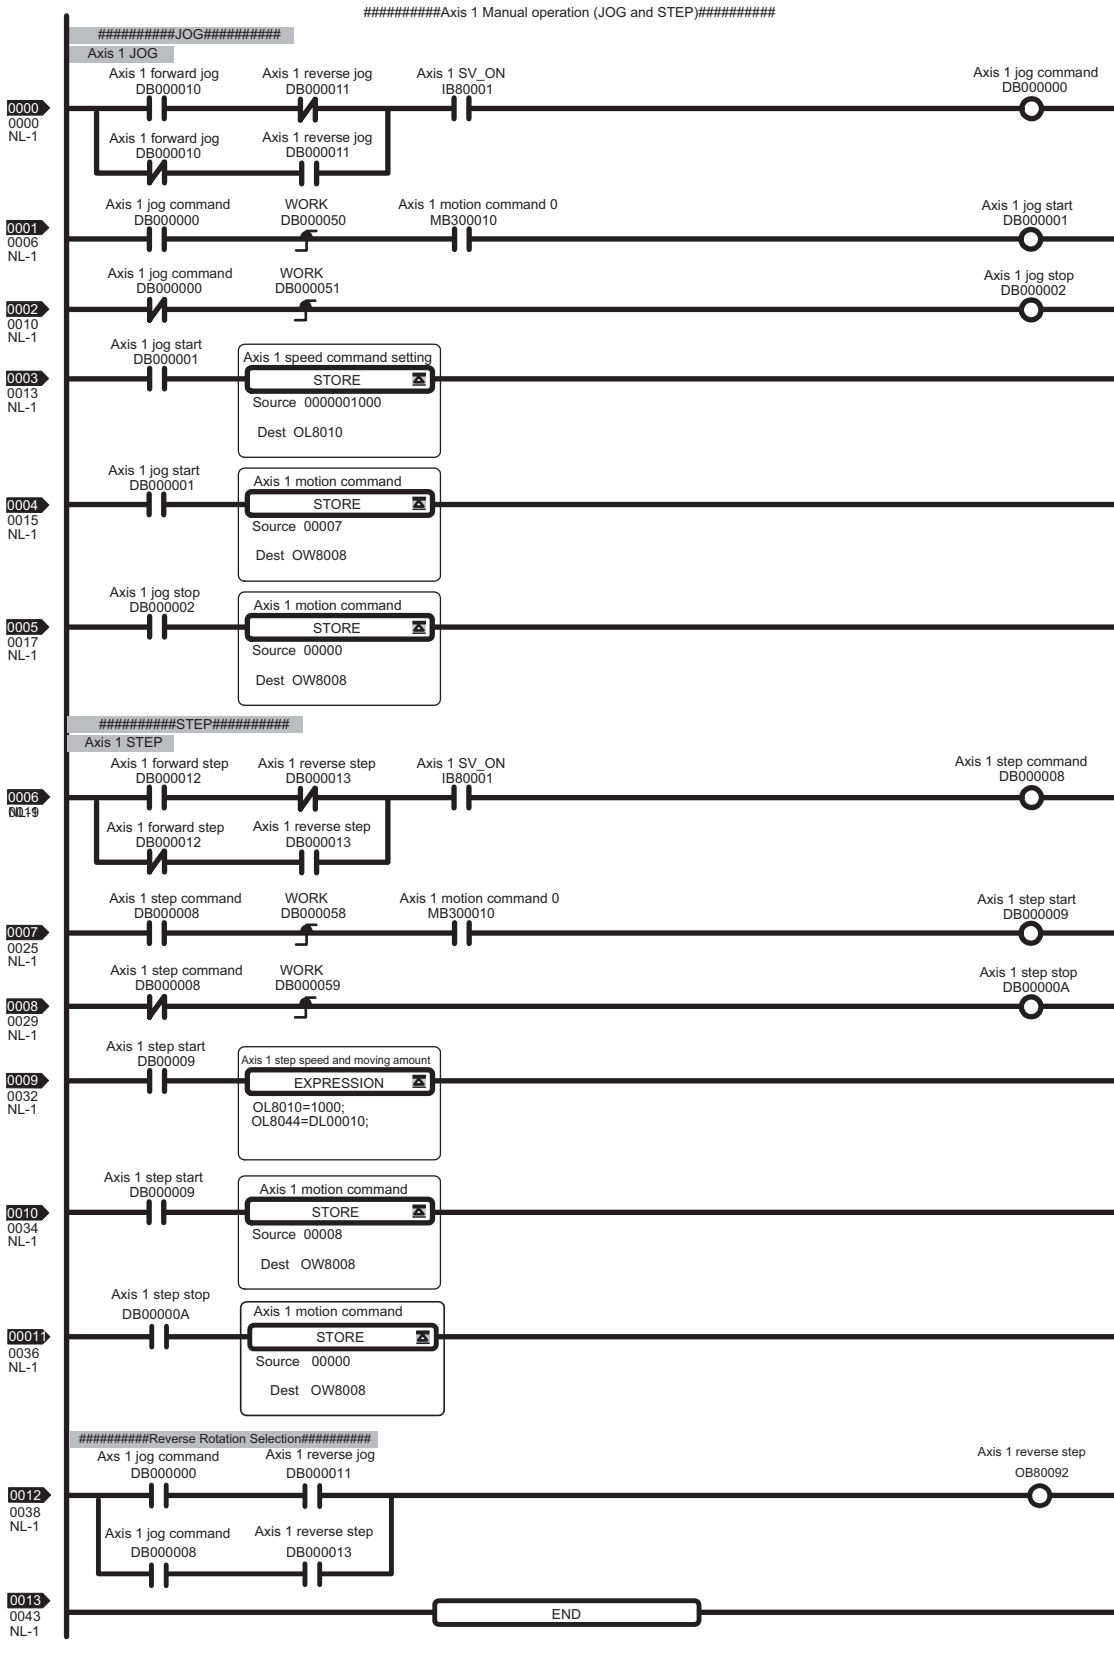 ##########Axis 1 Manual operation (JOG and STEP)##########
##########JOG##########
Axis 1 JOG
Axis 1 forward jog Axis 1 reverse jog Axis 1 SV_ON Axis 1 jog command
DB000010 DB000011 IB80001 DB000000
0000
0000
NL-1
Axis 1 forward jog Axis 1 reverse jog
DB000010 DB000011
Axis 1 jog command WORK Axis 1 motion command 0 Axis 1 jog start
DB000000 DB000050 MB300010 DB000001
0001
0006
NL-1
Axis 1 jog command WORK Axis 1 jog stop
DB000000 DB000051 DB000002
0002
0010
NL-1
Axis 1 jog start
DB000001
Axis 1 speed command setting
0003 STORE
0013
NL-1
Source 0000001000
Dest OL8010
Axis 1 jog start
DB000001
Axis 1 motion command
0004 STORE
0015
NL-1
Source 00007
Dest OW8008
Axis 1 jog stop
DB000002
Axis 1 motion command
0005 STORE
0017
NL-1
Source 00000
Dest OW8008
##########STEP##########
Axis 1 STEP
Axis 1 forward step Axis 1 reverse step Axis 1 SV_ON Axis 1 step command
DB000012 DB000013 IB80001 DB000008
0006
0019
NL-1
Axis 1 forward step Axis 1 reverse step
DB000012 DB000013
Axis 1 step command WORK Axis 1 motion command 0 Axis 1 step start
DB000008 DB000058 MB300010 DB000009
0007
0025
NL-1
Axis 1 step command WORK Axis 1 step stop
DB000008 DB000059 DB00000A
0008
0029
NL-1
Axis 1 step start
DB00009
Axis 1 step speed and moving amount
0009 EXPRESSION
0032
NL-1
OL8010=1000;
OL8044=DL00010;
Axis 1 step start
DB000009
Axis 1 motion command
0010 STORE
0034
NL-1
Source 00008
Dest OW8008
Axis 1 step stop
DB00000A
Axis 1 motion command
00011 STORE
0036
NL-1
Source 00000
Dest OW8008
##########Reverse Rotation Selection##########
Axs 1 jog command Axis 1 reverse jog Axis 1 reverse step
DB000000 DB000011 OB80092
0012
0038
NL-1
Axis 1 jog command Axis 1 reverse step
DB000008 DB000013
0013
0043
NL-1
END